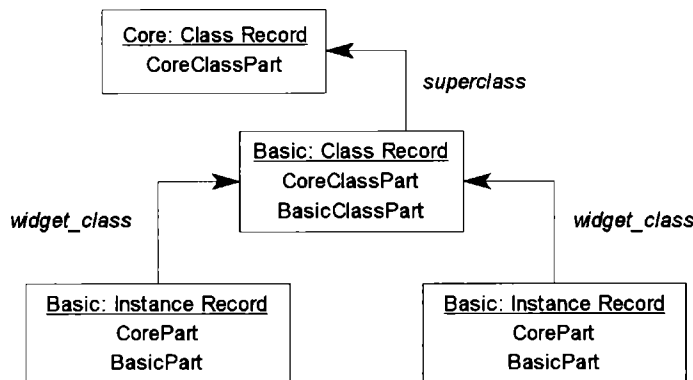 Core: Class Record
CoreClassPart
superclass
Basic: Class Record
CoreClassPart
BasicClassPart
widget_class
widget_class
Basic: Instance Record
CorePart
BasicPart
Basic: Instance Record
CorePart
BasicPart